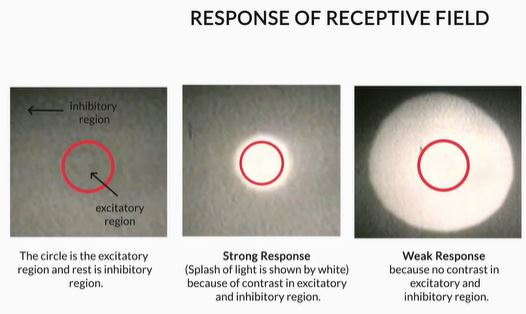 RESPONSE OF RECEPTIVE FIELD
inhibitory
region
excitatory
region
The circle is the excitatory
region and rest is inhibitory
region.
Strong Response
(Splash of light is shown by white)
because of contrast in excitatory
and inhibitory region.
Weak Response
because no contrast in
excitatory and
inhibitory region.